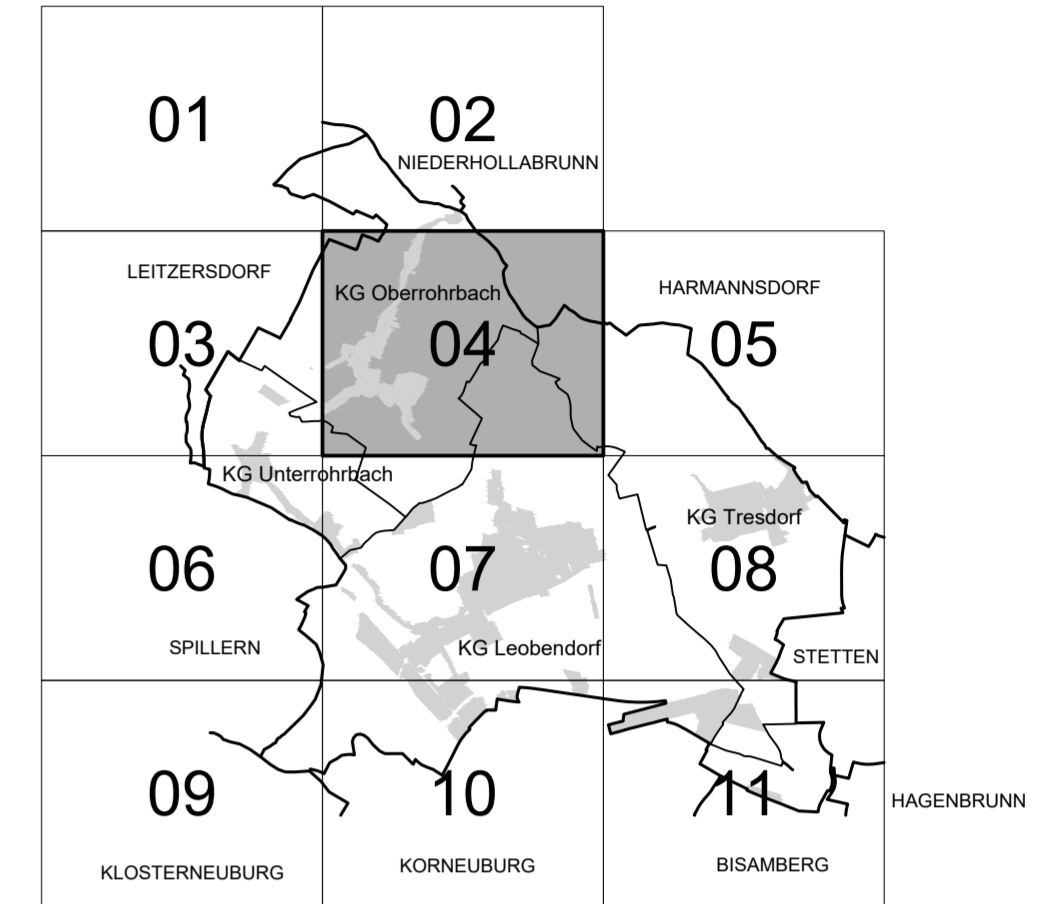 01
02
NIEDERHOLLABRUNN
LEITZERSDORF
KG Oberrohrbach
HARMANNSDORF
03
04
05
KG Unterrohrbach
KG Tresdorf
06
07
08
SPILLERN
KG Leobendorf
STETTEN
09
10
11
HAGENBRUNN
KLOSTERNEUBURG
KORNEUBURG
BISAMBERG